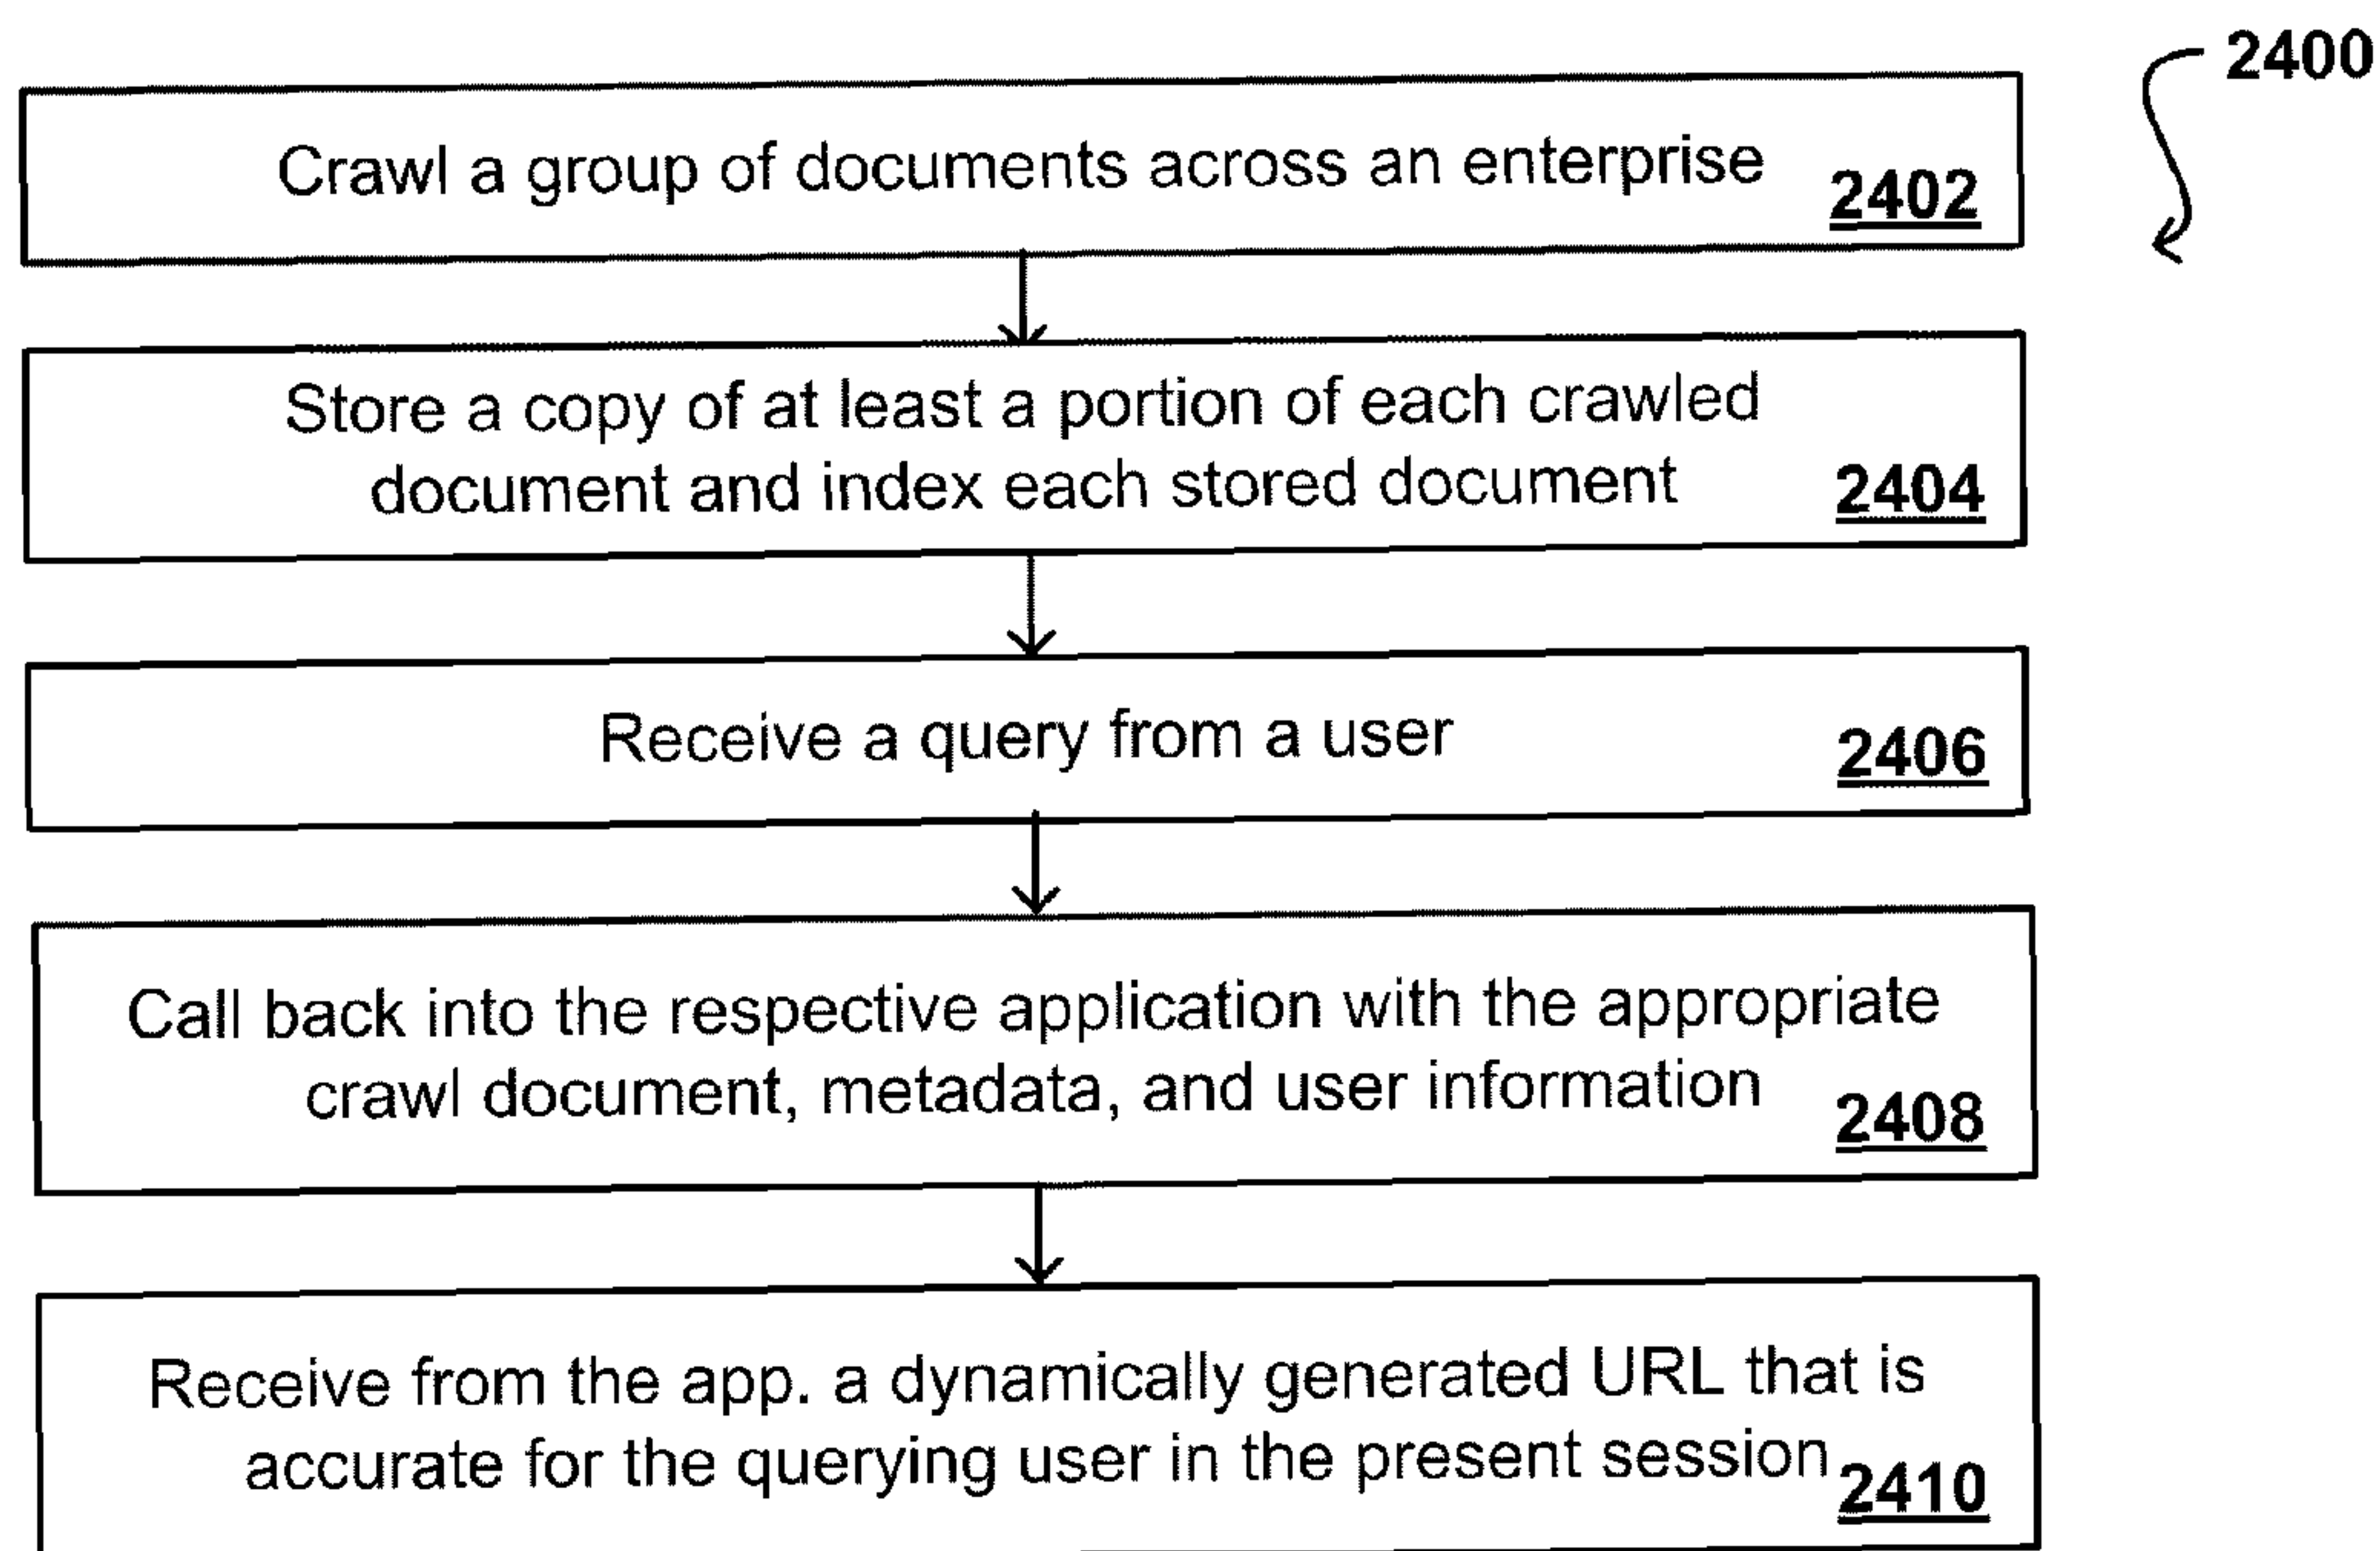 2400
Crawl a group of documents across an enterprise
2402
Store a copy of at least a portion of each crawled
document and index each stored document
2404
Receive a query from a user
2406
Call back into the respective application with the appropriate
crawl document, metadata, and user information
2408
Receive from the app. a dynamically generated URL that is
accurate for the querying user in the present session
2410